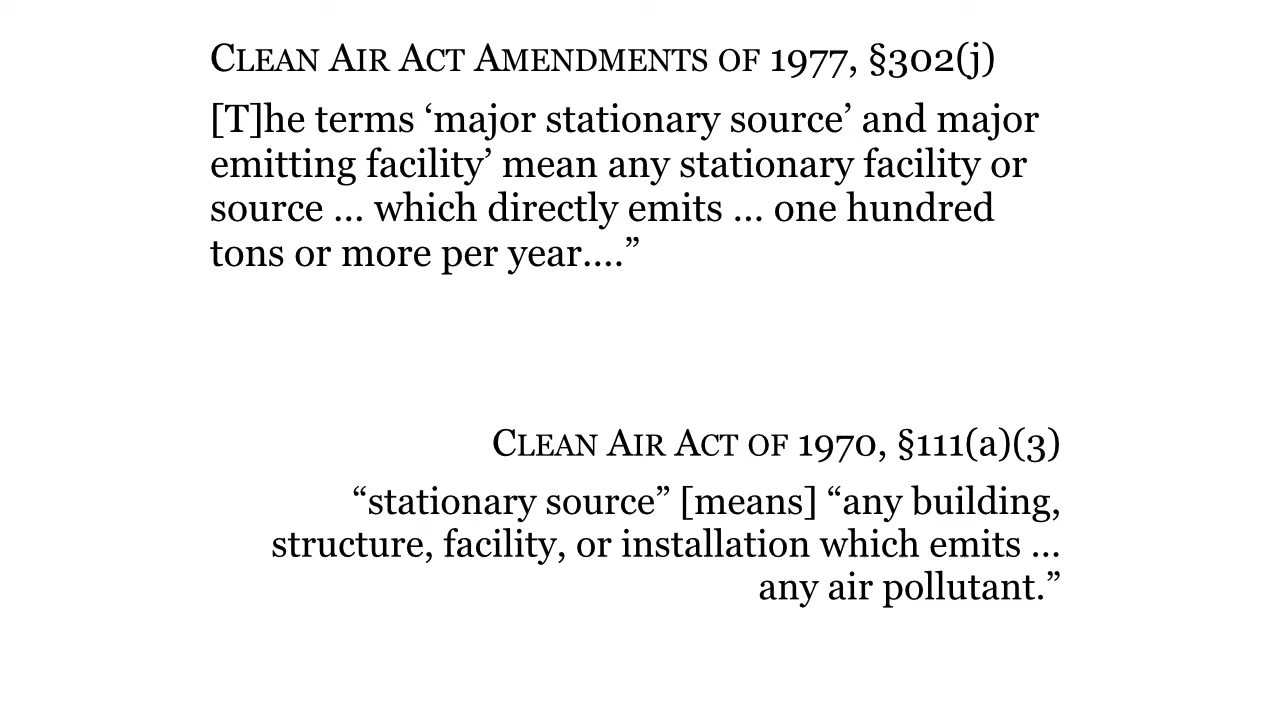 CLEAN AIR ACT AMENDMENTS OF 1977, §302(j)
[T]he terms ‘major stationary source’ and major
emitting facility’ mean any stationary facility or
source ... which directly emits ... one hundred
tons or more per year....”
CLEAN AIR ACT OF 1970, §111(a)(3)
“stationary source” [means] “any building,
structure, facility, or installation which emits ...
any air pollutant.”